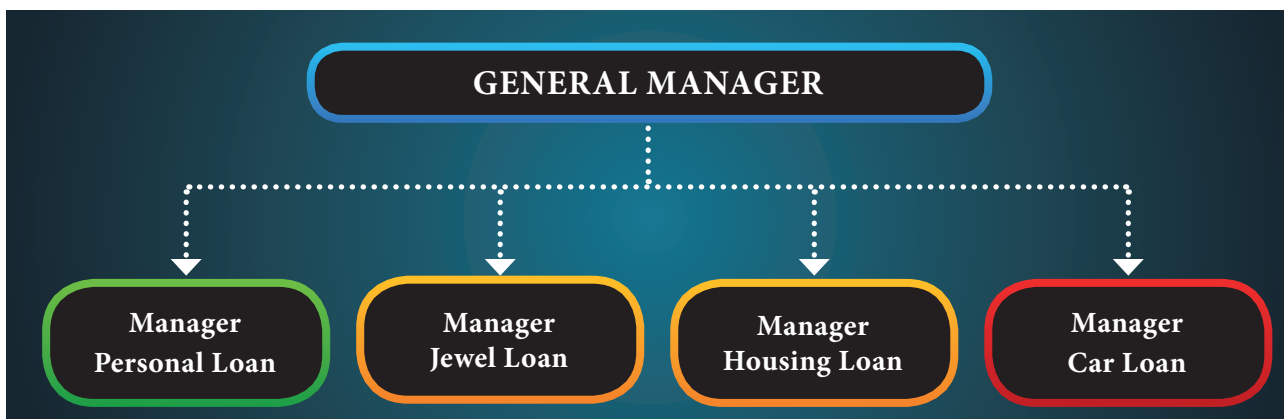 GENERAL MANAGER
Manager
Personal Loan
Manager
Jewel Loan
Manager
Housing Loan
Manager
Car Loan